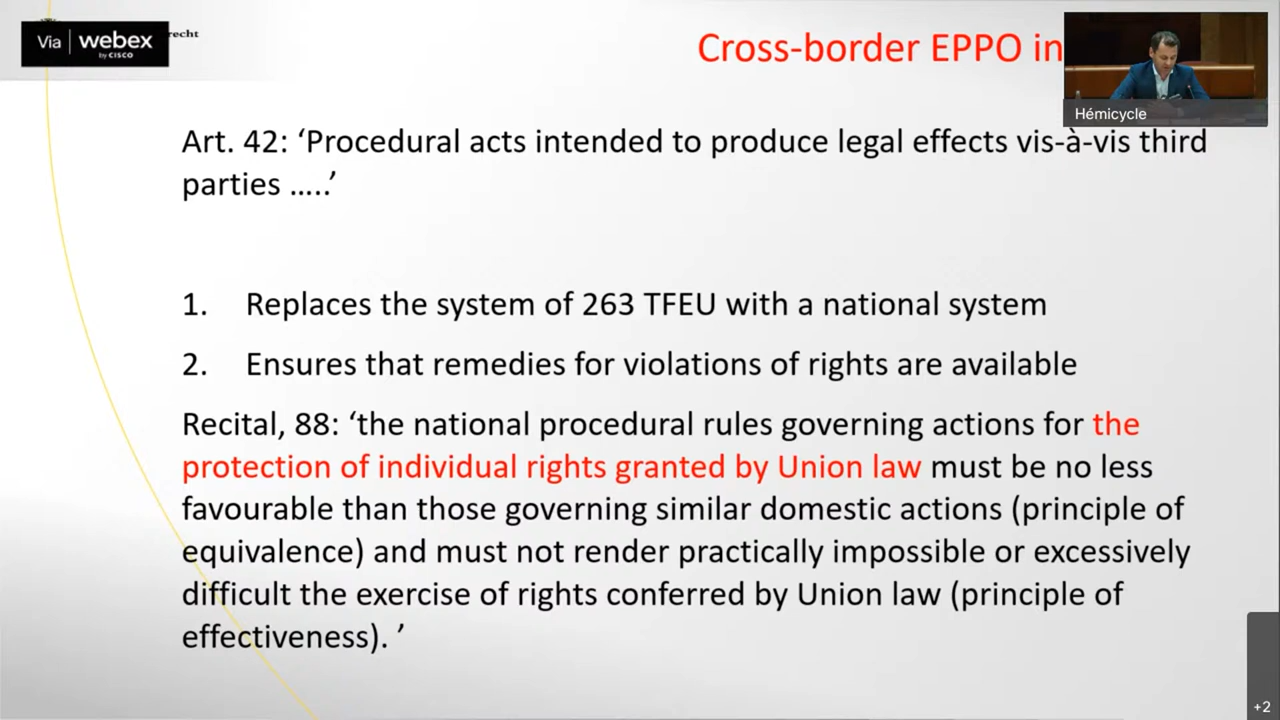 Via webex
by CISCO
recht
Cross-border EPPO in
Hémicycle
Art. 42: ‘Procedural acts intended to produce legal effects vis-à-vis third
parties …..’
1. Replaces the system of 263 TFEU with a national system
2. Ensures that remedies for violations of rights are available
Recital, 88: ‘the national procedural rules governing actions for the
protection of individual rights granted by Union law must be no less
favourable than those governing similar domestic actions (principle of
equivalence) and must not render practically impossible or excessively
difficult the exercise of rights conferred by Union law (principle of
effectiveness). ’
+2